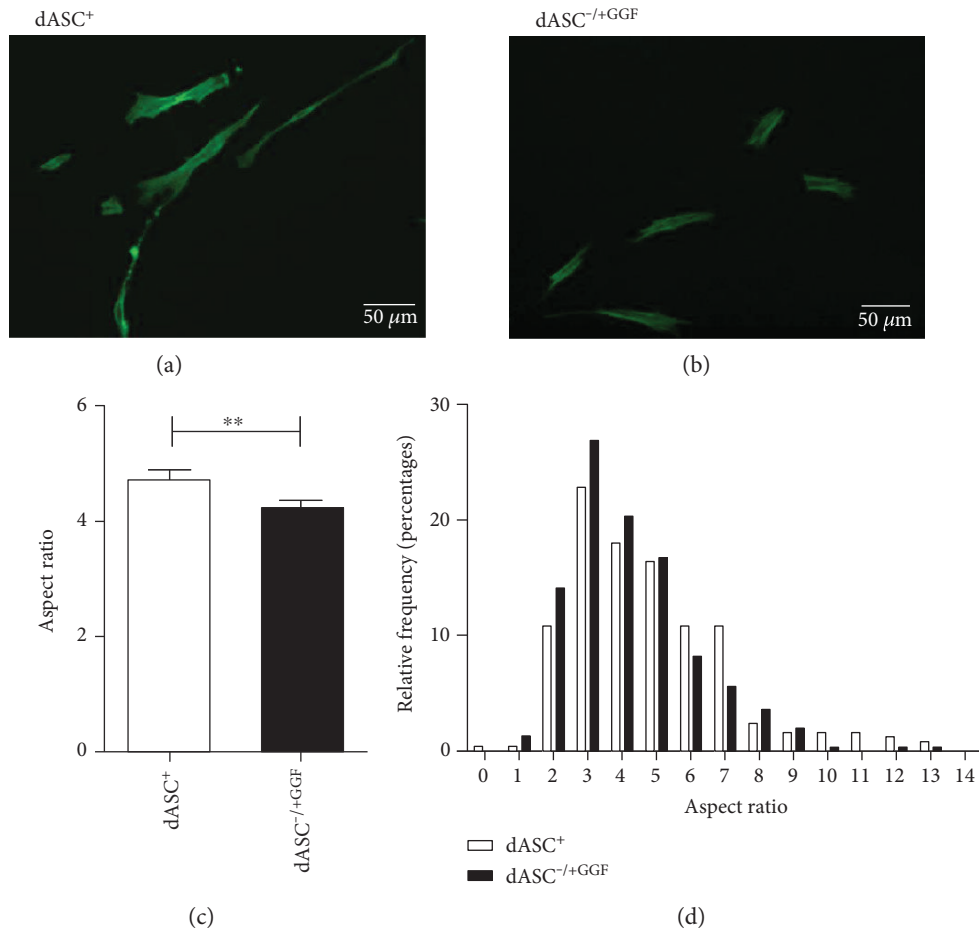 dASC⁺
dASC⁻/⁺GGF
50 μm
50 μm
(a)
(b)
6
4
2
0
Aspect ratio
**
dASC⁺
dASC⁻/⁺GGF
(c)
30
20
10
0
Relative frequency (percentages)
0 1 2 3 4 5 6 7 8 9 10 11 12 13 14
Aspect ratio
dASC⁺
dASC⁻/⁺GGF
(d)